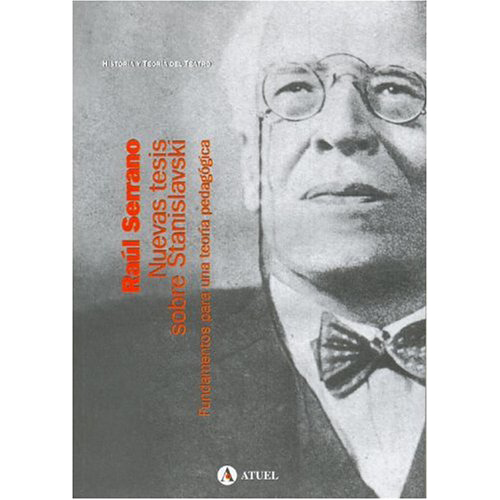 HISTORIA Y TEORÍA DEL TEATRO
Raúl Serrano
Nuevas tesis
sobre Stanislavski
Fundamentos para una teoría pedagógica
A ATUEL